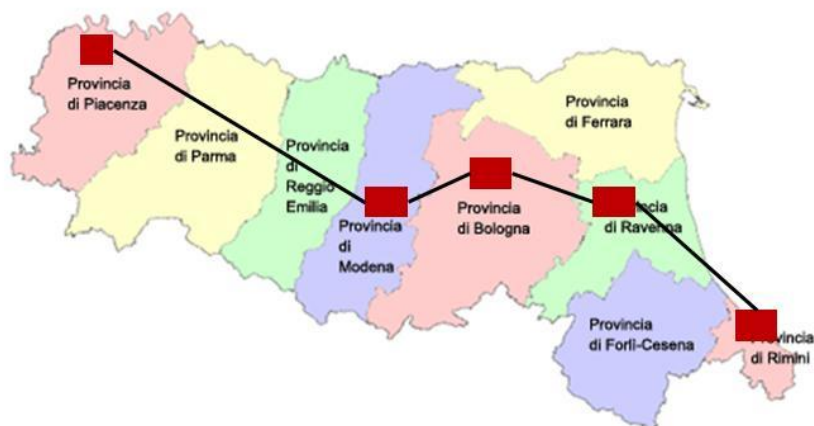 Provincia
di Piacenza
Provincia
di Parma
Provincia
di
Reggio
Emilia
Provincia
di
Modena
Provincia
di Bologna
Provincia
di Ferrara
di Ravenna
Provincia
di Forlì-Cesena
Provincia
di Rimini